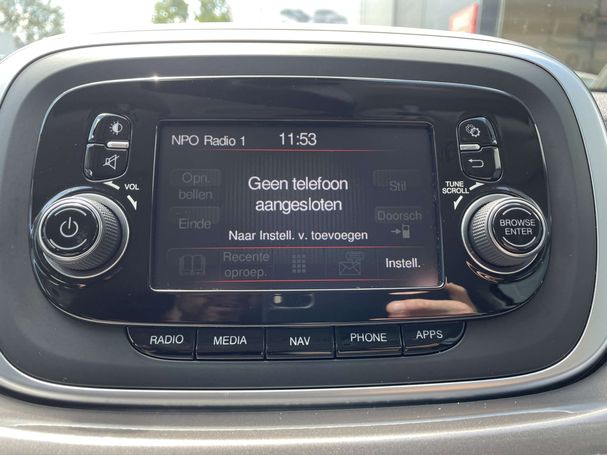 NPO Radio 1 11:53
Opn. bellen
Geen telefoon
aangesloten
Stil
Einde
Doorsch
Naar Instell. v. toevoegen
Recente
oproep.
Instell.
VOL
TUNE
SCROLL
BROWSE
ENTER
RADIO MEDIA NAV PHONE APPS